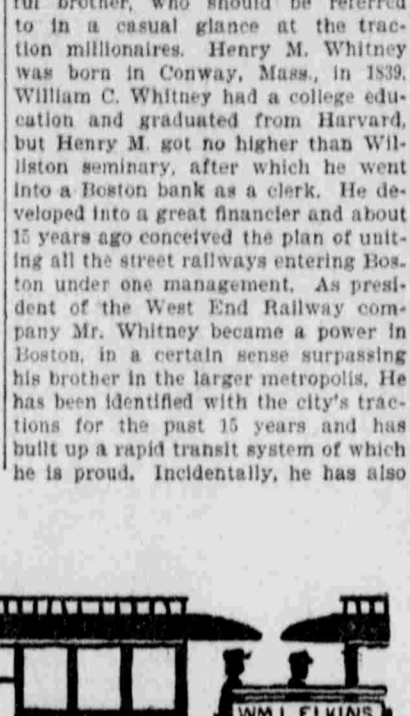 ful brother, who should be referred
to in a casual glance at the trac-
tion millionaires. Henry M. Whitney
was born in Conway, Mass., in 1839.
William C. Whitney had a college edu-
cation and graduated from Harvard,
but Henry M. got no higher than Wil-
liston seminary, after which he went
into a Boston bank as a clerk. He de-
veloped into a great financier and about
15 years ago conceived the plan of unit-
ing all the street railways entering Bos-
ton under one management. As presi-
dent of the West End Railway com-
pany Mr. Whitney became a power in
Boston, in a certain sense surpassing
his brother in the larger metropolis. He
has been identified with the city's trac-
tions for the past 15 years and has
built up a rapid transit system of which
he is proud. Incidentally, he has also
WM L ELKINS